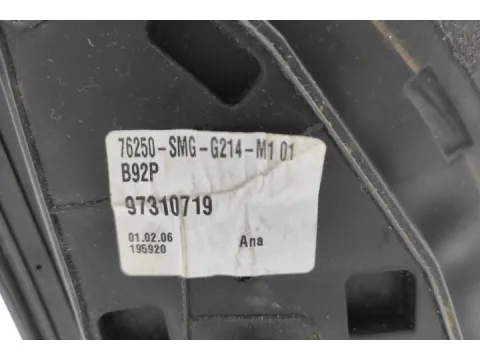 76250-SMG-G214-M1 01
B92P
97310719
01.02.06 Ana
195920